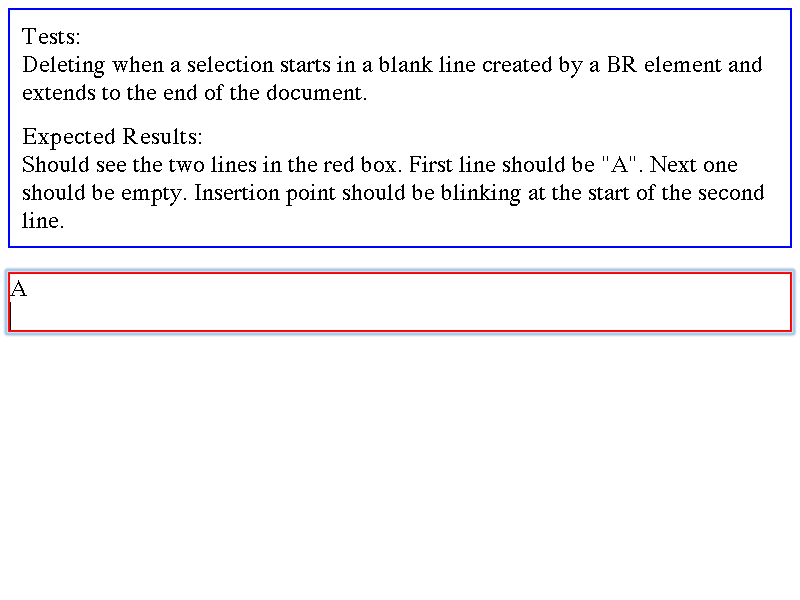 Tests:
Deleting when a selection starts in a blank line created by a BR element and
extends to the end of the document.
Expected Results:
Should see the two lines in the red box. First line should be "A". Next one
should be empty. Insertion point should be blinking at the start of the second
line.
A